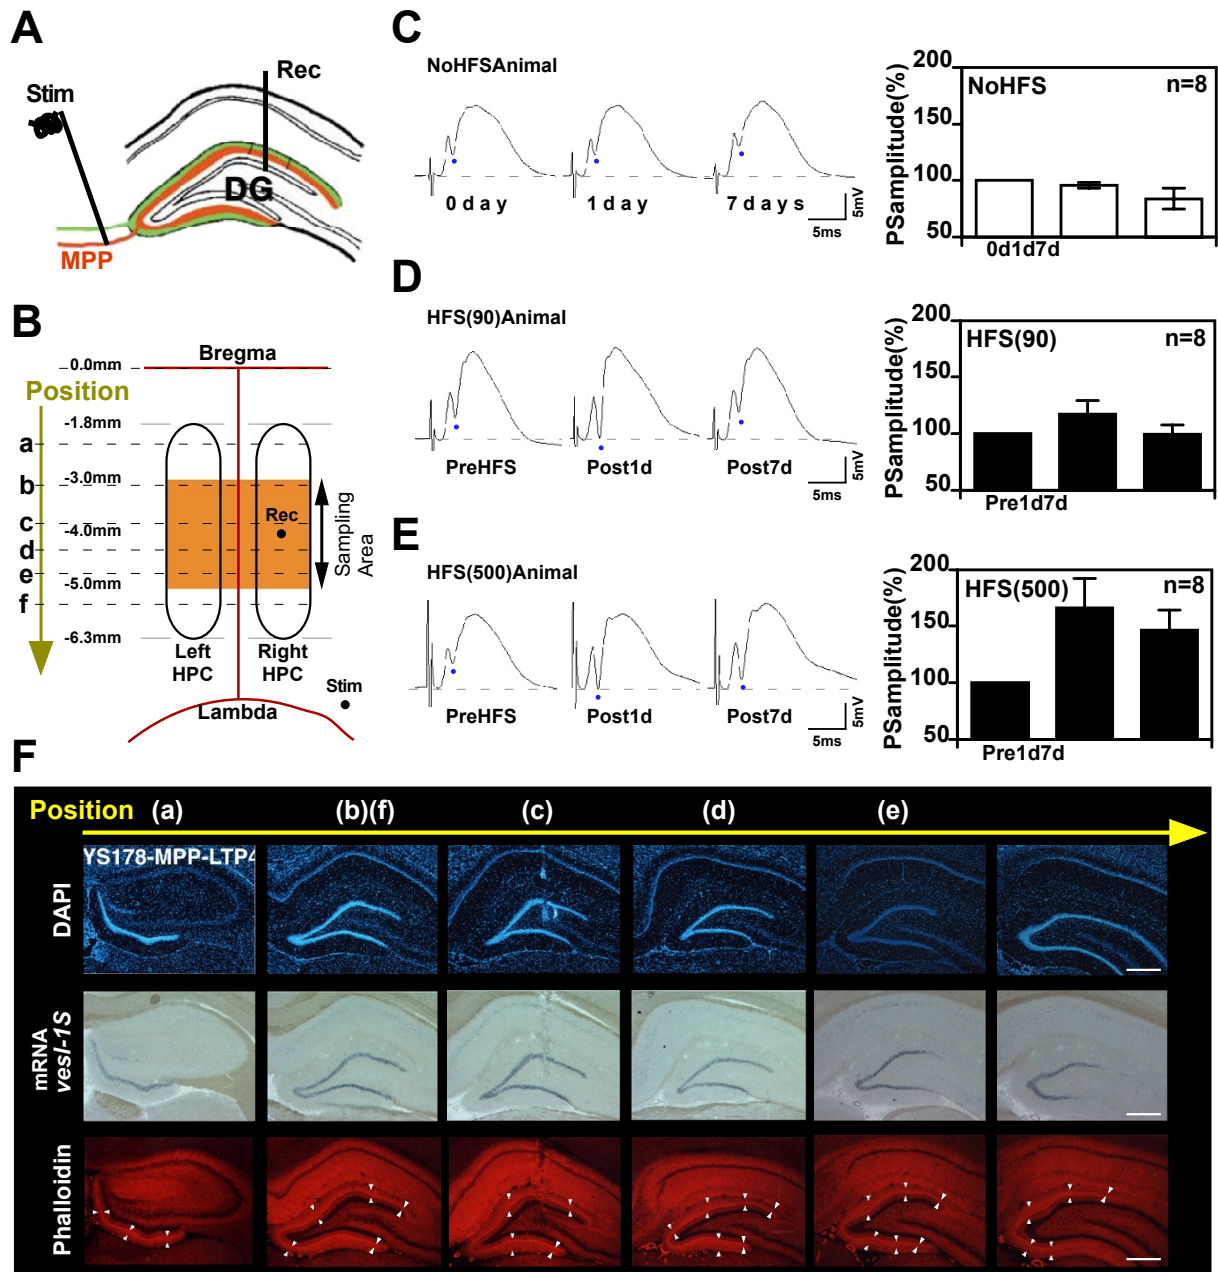 A
Stim
Rec
DG
MPP
B
Bregma
0.0mm
Position
-1.8mm
a
b
-3.0mm
c
Rec
-4.0mm
d
e
-5.0mm
f
-6.3mm
Sampling
Area
Left
HPC
Right
HPC
Stim
Lambda
C
NoHFSAnimal
0 d a y
1 d a y
7 d a y s
5mV
5ms
PSamplitude(%)
200
150
100
50
NoHFS
n=8
0d1d7d
D
HFS(90)Animal
PreHFS
Post1d
Post7d
5mV
5ms
PSamplitude(%)
200
150
100
50
HFS(90)
n=8
Pre1d7d
E
HFS(500)Animal
PreHFS
Post1d
Post7d
5mV
5ms
PSamplitude(%)
200
150
100
50
HFS(500)
n=8
Pre1d7d
F
Position (a) (b)(f) (c) (d) (e)
YS178-MPP-LTP4
DAPI
mRNA
vesl-1S
Phalloidin